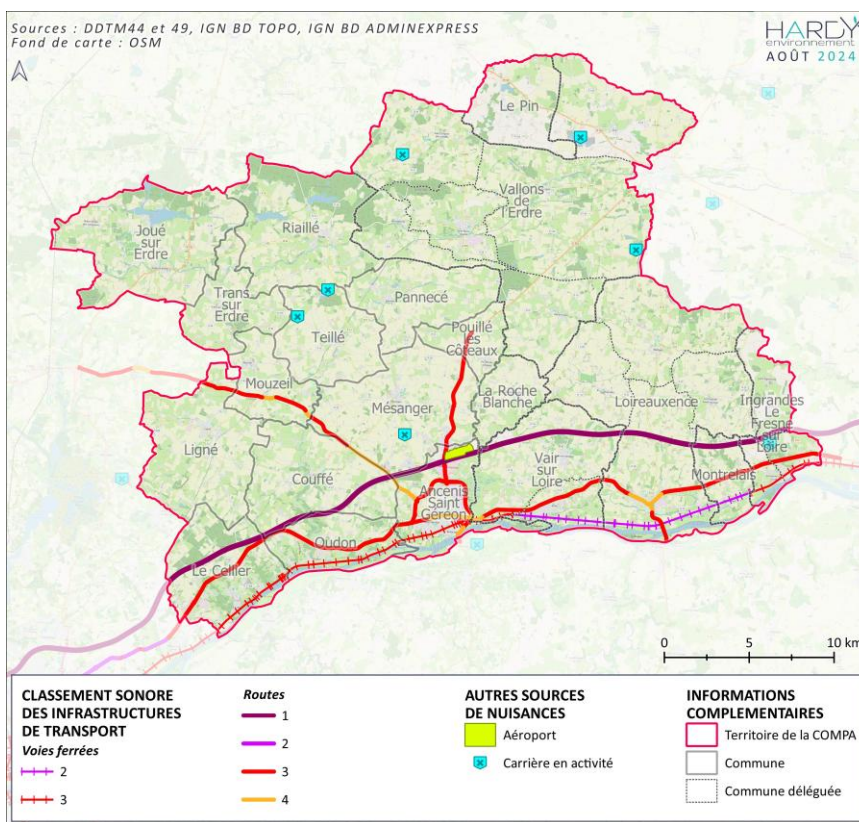 Sources : DDTM44 et 49, IGN BD TOPO, IGN BD ADMINEXPRESS
Fond de carte : OSM
HARDY
environnement
AOÛT 2024
Le Pin
Vallons
de
l'Erdre
Joué
sur
Erdre
Riaillé
Trans
sur
Erdre
Pannecé
Teillé
Pouillé
les
Côteaux
Mouzeil
La Roche
Blanche
Mésanger
Loireauxence
Ingrandes
Le
Fresne
sur
Loire
Ligné
Couffé
Vair
sur
Loire
Montrelais
Ancenis
Saint
Géréon
Oudon
Le Cellier
0 5 10 km
CLASSEMENT SONORE
DES INFRASTRUCTURES
DE TRANSPORT
Voies ferrées
2
3
Routes
1
2
3
4
AUTRES SOURCES
DE NUISANCES
Aéroport
Carrière en activité
INFORMATIONS
COMPLEMENTAIRES
Territoire de la COMPA
Commune
Commune déléguée